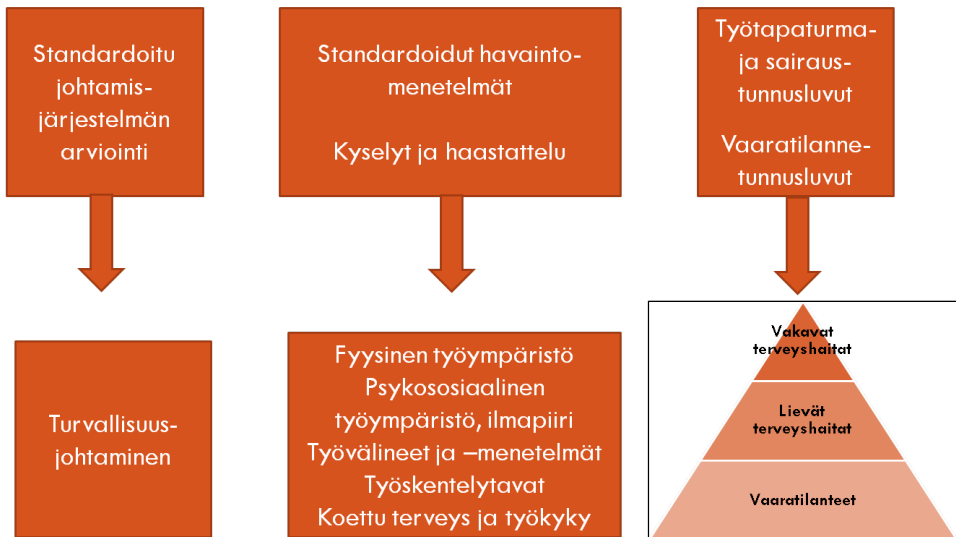 Standardoitu
johtamis-
järjestelmän
arviointi
Standardoidut havainto-
menetelmät
Kyselyt ja haastattelu
Työtapaturma-
ja sairaus-
tunnusluvut
Vaaratilanne-
tunnusluvut
Turvallisuus-
johtaminen
Fyysinen työympäristö
Psykososiaalinen
työympäristö, ilmapiiri
Työvälineet ja –menetelmät
Työskentelytavat
Koettu terveys ja työkyky
Vakavat
terveyshaitat
Lievät
terveyshaitat
Vaaratilanteet